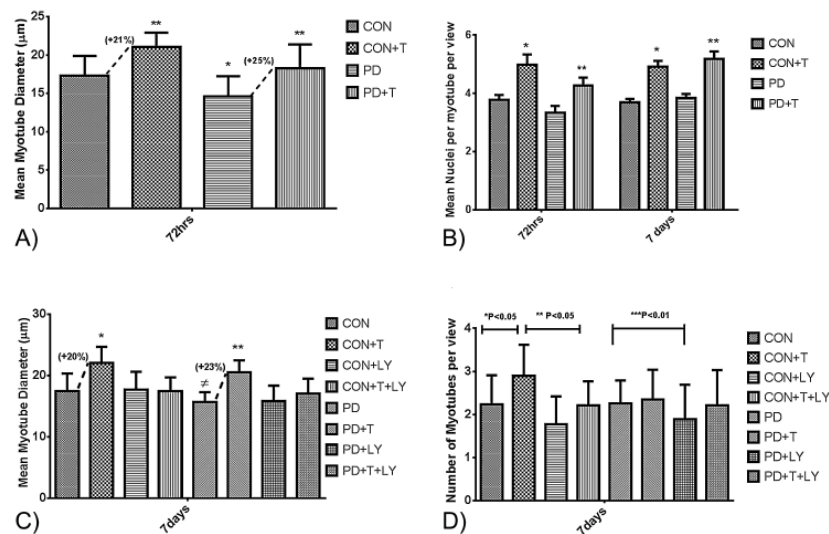 Mean Myotube Diameter (μm)
25
20
15
10
5
0
(+21%)
**
*
(+25%)
**
72hrs
CON
CON+T
PD
PD+T
A)
Mean Nuclei per myotube per view
6
4
2
0
*
**
*
**
72hrs
7 days
CON
CON+T
PD
PD+T
B)
Mean Myotube Diameter (μm)
30
20
10
0
(+20%)
*
≠
(+23%)
**
7days
CON
CON+T
CON+LY
CON+T+LY
PD
PD+T
PD+LY
PD+T+LY
C)
Number of Myotubes per view
4
3
2
1
0
*P<0.05
** P<0.05
***P<0.01
7days
CON
CON+T
CON+LY
CON+T+LY
PD
PD+T
PD+LY
PD+T+LY
D)